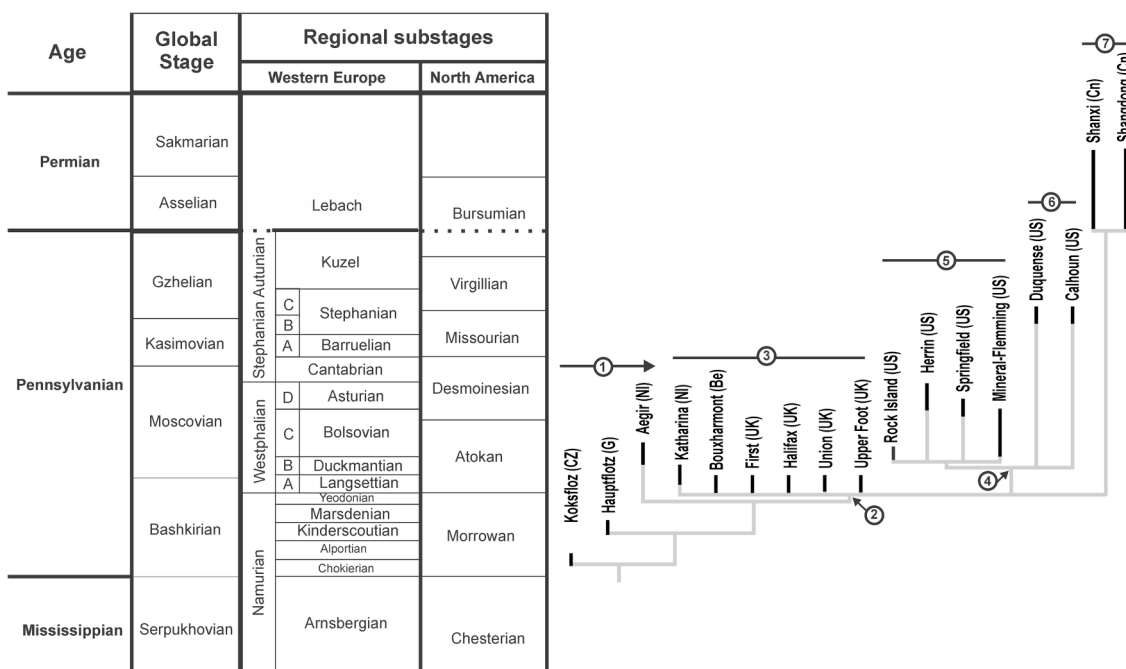 Age
Global
Stage
Regional substages
Western Europe
North America
Permian
Pennsylvanian
Mississippian
Sakmarian
Asselian
Gzhelian
Kasimovian
Moscovian
Bashkirian
Serpukhovian
Stephanian Autunian
Westphalian
Namurian
Lebach
Kuzel
C
Stephanian
B
A
Barruelian
Cantabrian
D
Asturian
C
Bolsovian
B
Duckmantian
A
Langsettian
Yeodonian
Marsdenian
Kinderscoutian
Alportian
Chokierian
Arnsbergian
Bursumian
Virgillian
Missourian
Desmoinesian
Atokan
Morrowan
Chesterian
1
2
3
4
5
6
7
Koksfloz (CZ)
Hauptflotz (G)
Aegir (Nl)
Katharina (Nl)
Bouxharmont (Be)
First (UK)
Halifax (UK)
Union (UK)
Upper Foot (UK)
Rock Island (US)
Herrin (US)
Springfield (US)
Mineral-Flemming (US)
Duquense (US)
Calhoun (US)
Shanxi (Cn)
Shangdong (Cn)